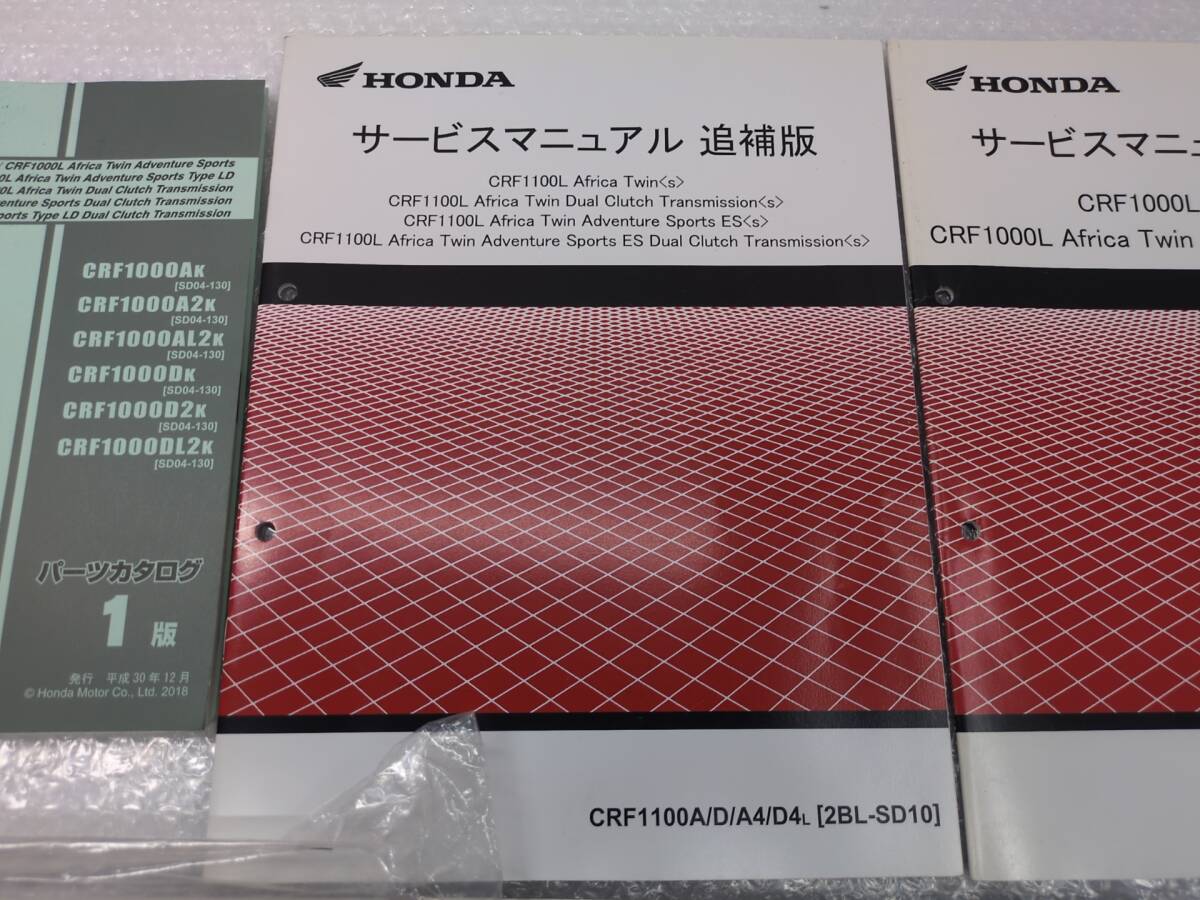 CRF1000L Africa Twin Adventure Sports
Africa Twin Adventure Sports Type LD
Africa Twin Dual Clutch Transmission
Sports Dual Clutch Transmission
Type LD Dual Clutch Transmission
CRF1000AK
[SD04-130]
CRF1000A2K
[SD04-130]
CRF1000AL2K
[SD04-130]
CRF1000DK
[SD04-130]
CRF1000D2K
[SD04-130]
CRF1000DL2K
[SD04-130]
パーツカタログ
1 版
発行 平成30年12月
© Honda Motor Co., Ltd. 2018
HONDA
サービスマニュアル 追補版
CRF1100L Africa Twin<s>
CRF1100L Africa Twin Dual Clutch Transmission<s>
CRF1100L Africa Twin Adventure Sports ES<s>
CRF1100L Africa Twin Adventure Sports ES Dual Clutch Transmission<s>
CRF1100A/D/A4/D4L [2BL-SD10]
HONDA
サービスマニュ
CRF1000L
CRF1000L Africa Twin